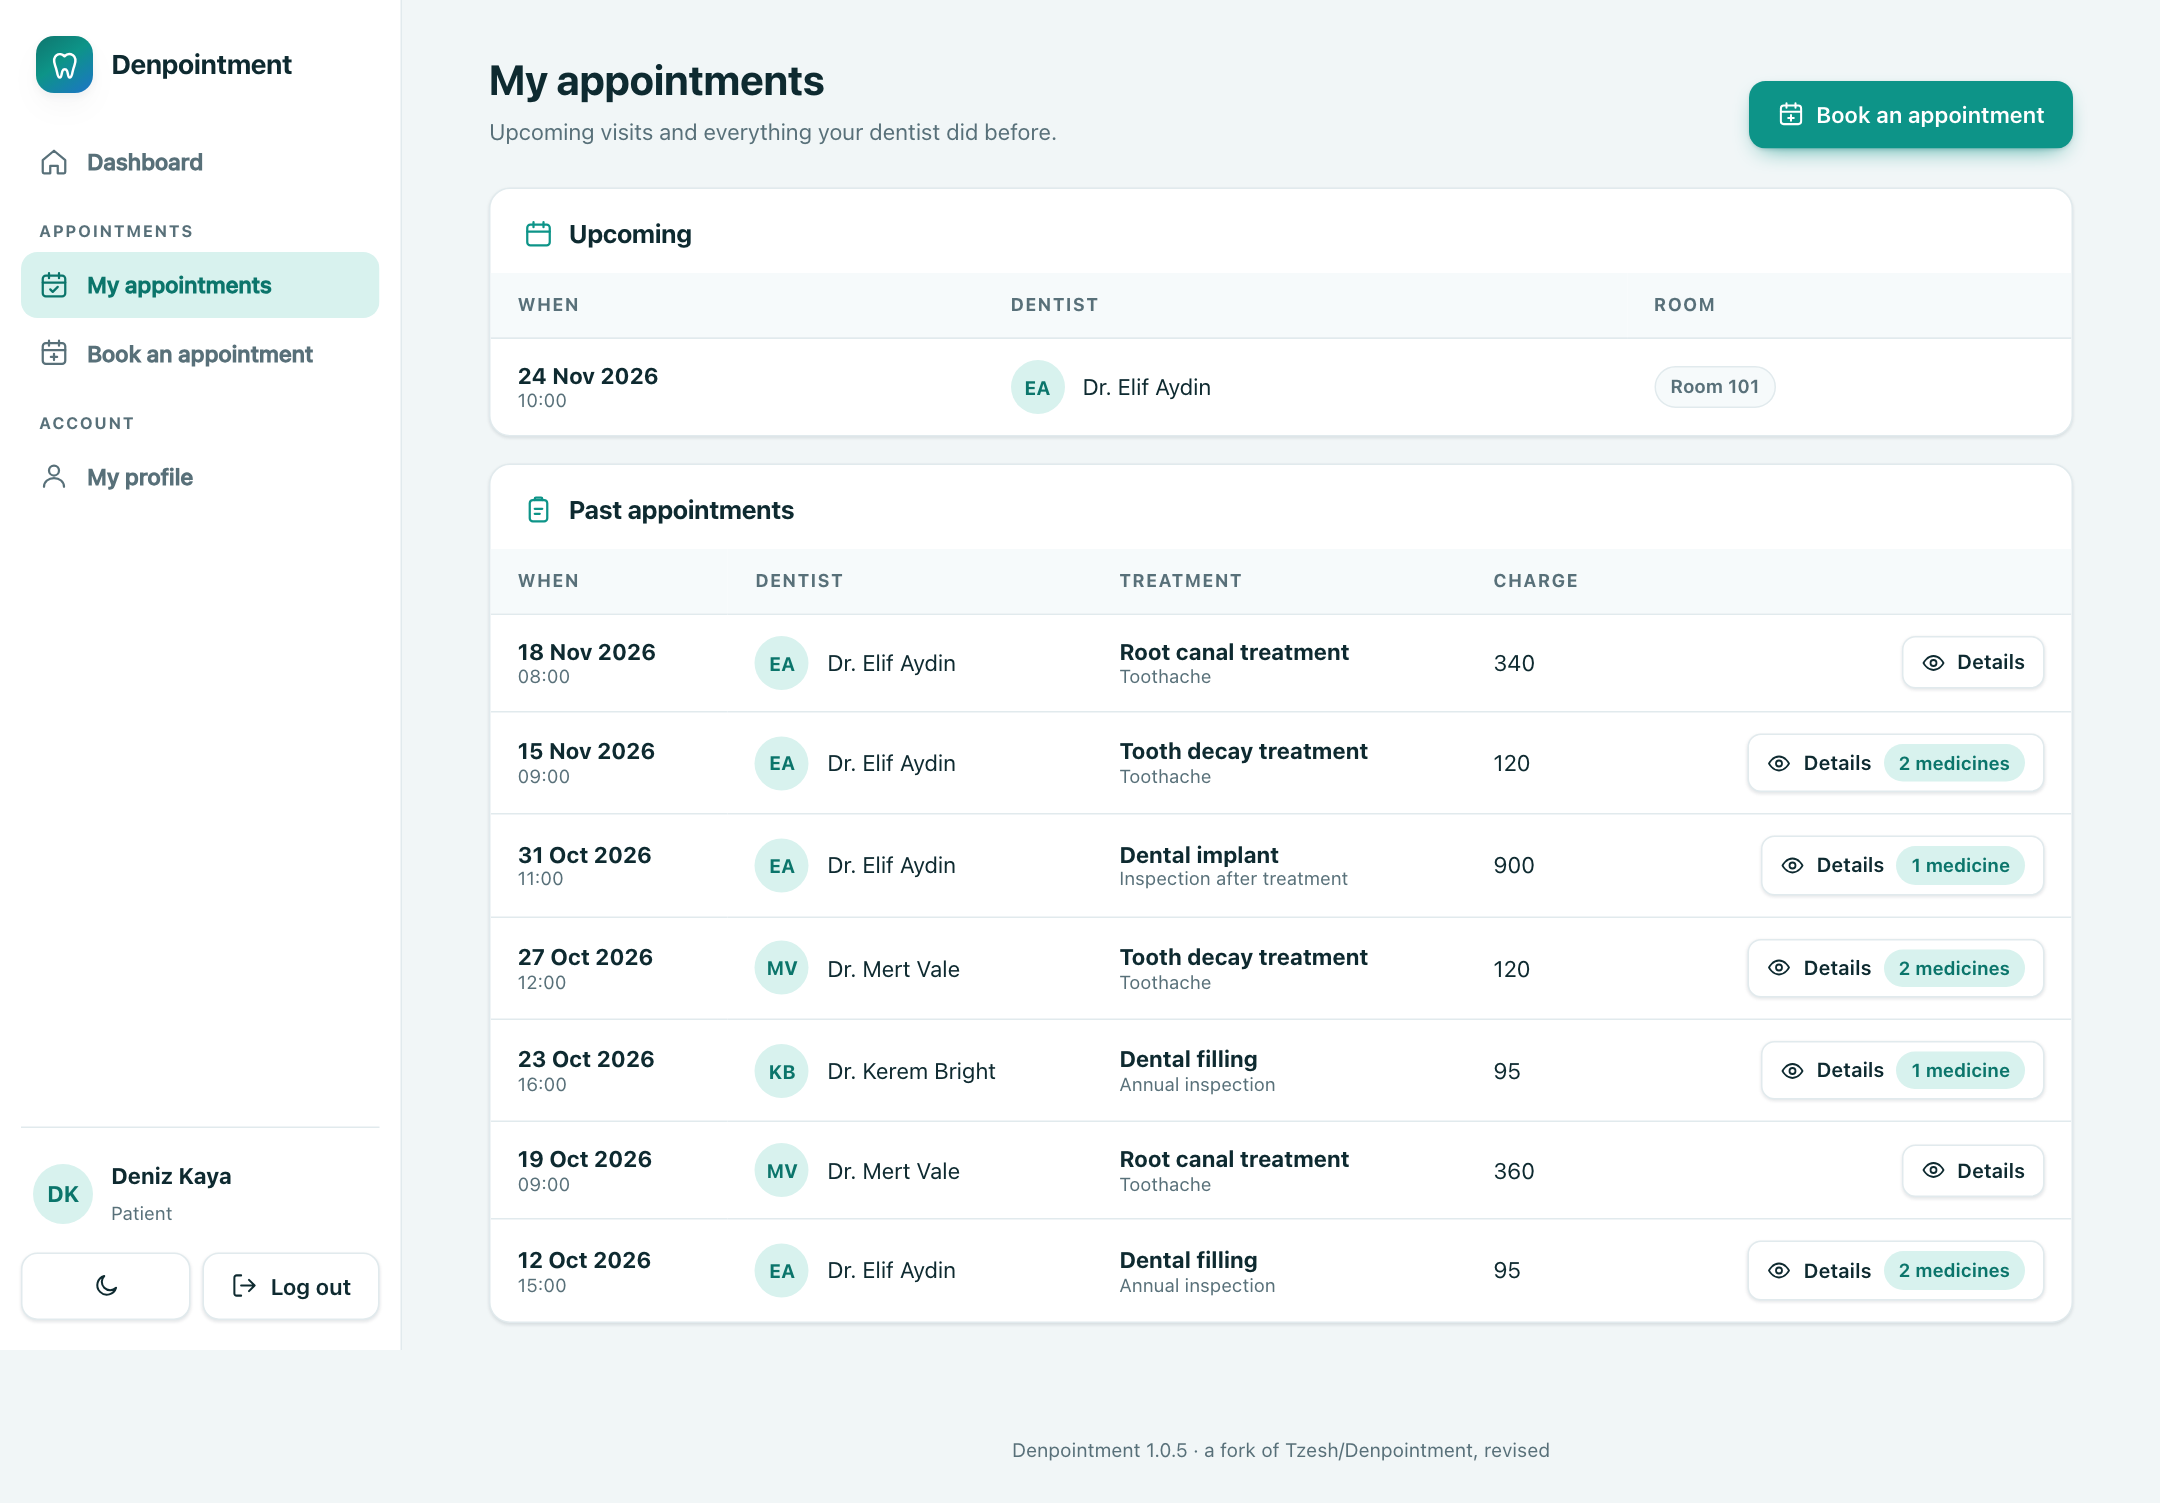 Denpointment
Dashboard
APPOINTMENTS
My appointments
Book an appointment
ACCOUNT
My profile
DK
Deniz Kaya
Patient
Log out
My appointments
Upcoming visits and everything your dentist did before.
Book an appointment
Upcoming
WHEN DENTIST ROOM
24 Nov 2026
10:00
EA Dr. Elif Aydin Room 101
Past appointments
WHEN DENTIST TREATMENT CHARGE
18 Nov 2026 Root canal treatment
08:00 EA Dr. Elif Aydin Toothache 340 Details
15 Nov 2026 Tooth decay treatment
09:00 EA Dr. Elif Aydin Toothache 120 Details 2 medicines
31 Oct 2026 Dental implant
11:00 EA Dr. Elif Aydin Inspection after treatment 900 Details 1 medicine
27 Oct 2026 Tooth decay treatment
12:00 MV Dr. Mert Vale Toothache 120 Details 2 medicines
23 Oct 2026 Dental filling
16:00 KB Dr. Kerem Bright Annual inspection 95 Details 1 medicine
19 Oct 2026 Root canal treatment
09:00 MV Dr. Mert Vale Toothache 360 Details
12 Oct 2026 Dental filling
15:00 EA Dr. Elif Aydin Annual inspection 95 Details 2 medicines
Denpointment 1.0.5 · a fork of Tzesh/Denpointment, revised